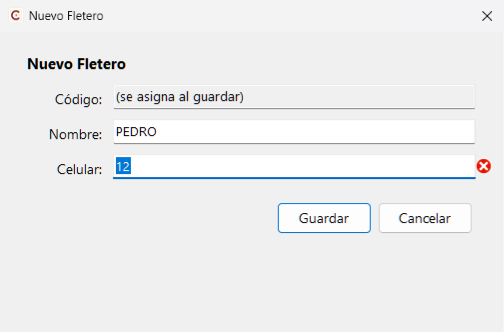 Nuevo Fletero
Nuevo Fletero
Código: (se asigna al guardar)
Nombre: PEDRO
Celular: 12
Guardar Cancelar